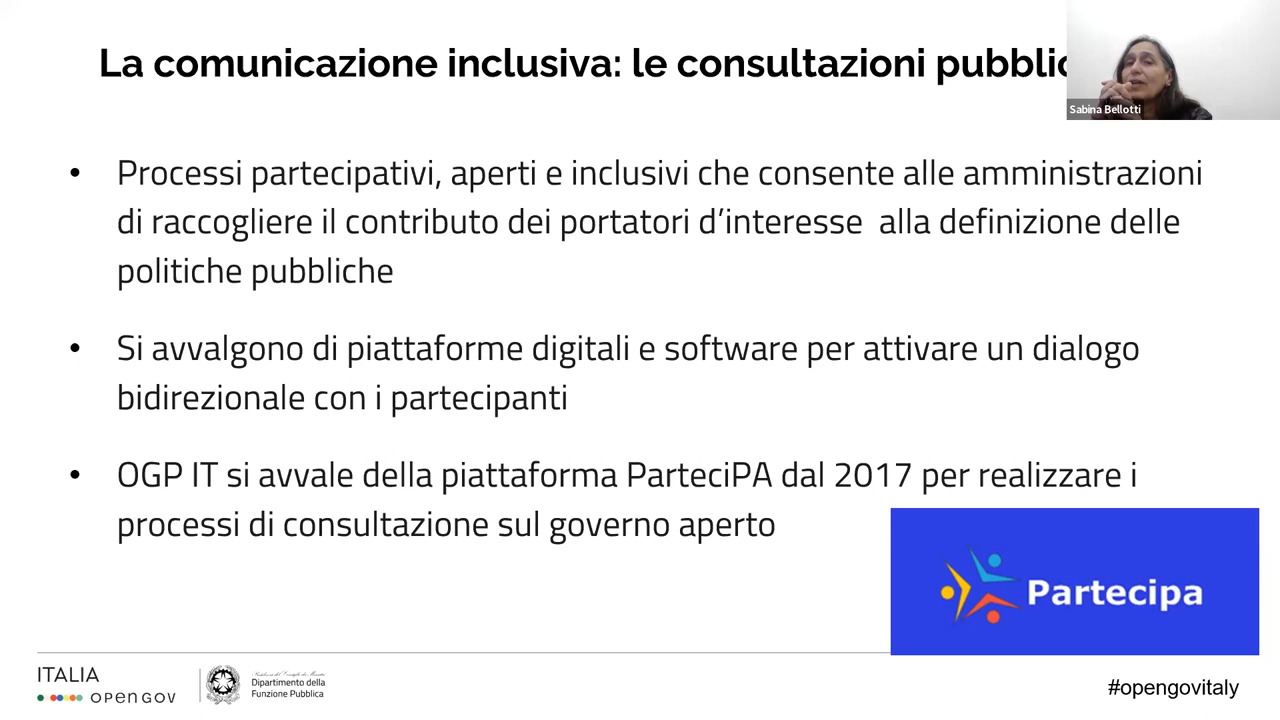 La comunicazione inclusiva: le consultazioni pubblic
Sabina Bellotti
• Processi partecipativi, aperti e inclusivi che consente alle amministrazioni
di raccogliere il contributo dei portatori d’interesse  alla definizione delle
politiche pubbliche
• Si avvalgono di piattaforme digitali e software per attivare un dialogo
bidirezionale con i partecipanti
• OGP IT si avvale della piattaforma ParteciPA dal 2017 per realizzare i
processi di consultazione sul governo aperto
Partecipa
ITALIA
OPEN GOV
Dipartimento della
Funzione Pubblica
#opengovitaly